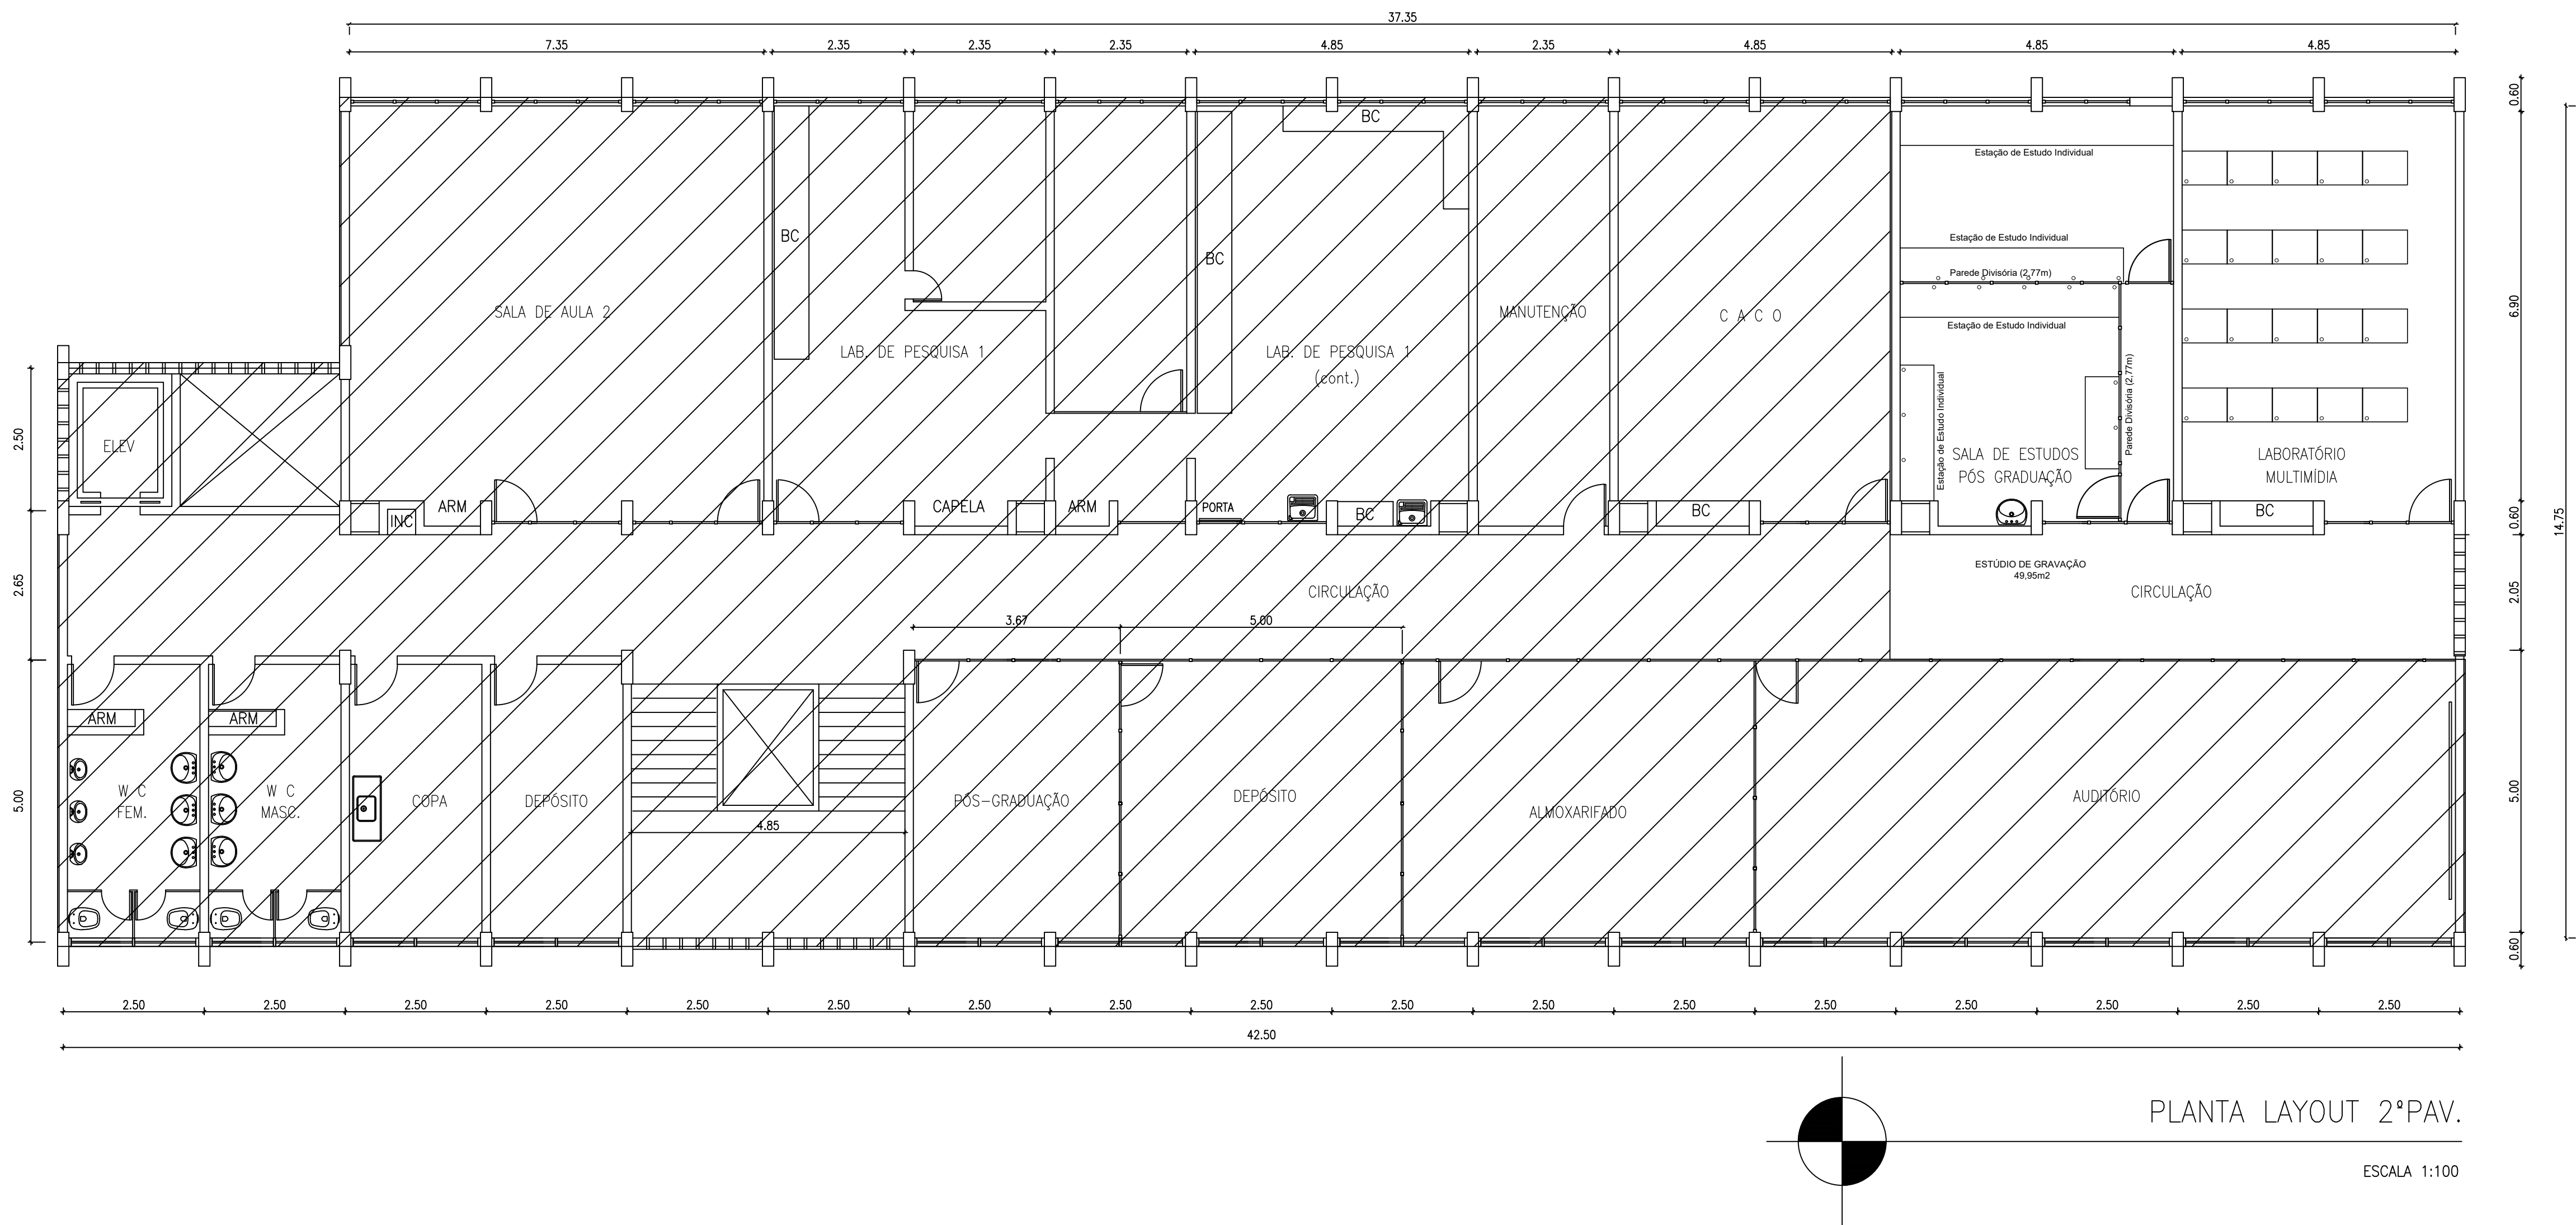 37.35
7.35 2.35 2.35 2.35 4.85 2.35 4.85 4.85 4.85
0.60
BC
Estação de Estudo Individual
BC
Estação de Estudo Individual
BC
Parede Divisória (2,77m)
6.90
SALA DE AULA 2
MANUTENÇÃO
C A C O
Estação de Estudo Individual
LAB. DE PESQUISA 1
LAB. DE PESQUISA 1
(cont.)
Parede Divisória (2.77m)
Estação de Estudo Individual
2.50
ELEV
SALA DE ESTUDOS
PÓS GRADUAÇÃO
LABORATÓRIO
MULTIMÍDIA
INC
ARM
CAPELA
ARM
PORTA
BC
BC
BC
0.60
14.75
ESTÚDIO DE GRAVAÇÃO
49,95m2
2.65
CIRCULAÇÃO
CIRCULAÇÃO
2.05
3.67 5.00
ARM
ARM
W C
FEM.
W C
MASC.
COPA
DEPÓSITO
4.85
PÓS-GRADUAÇÃO
DEPÓSITO
ALMOXARIFADO
AUDITÓRIO
5.00
5.00
0.60
2.50 2.50 2.50 2.50 2.50 2.50 2.50 2.50 2.50 2.50 2.50 2.50 2.50 2.50 2.50 2.50 2.50
42.50
PLANTA LAYOUT 2ºPAV.
ESCALA 1:100